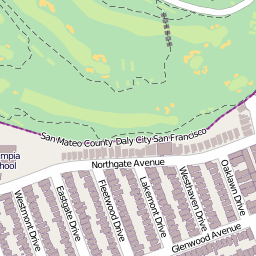 San Mateo County-Daly City-San Francisco
mpia
chool
Northgate Avenue
Westmont Drive
Eastgate Drive
Fleetwood Drive
Lakemont Drive
Westhaven Drive
Oaklawn Drive
Glenwood Avenue